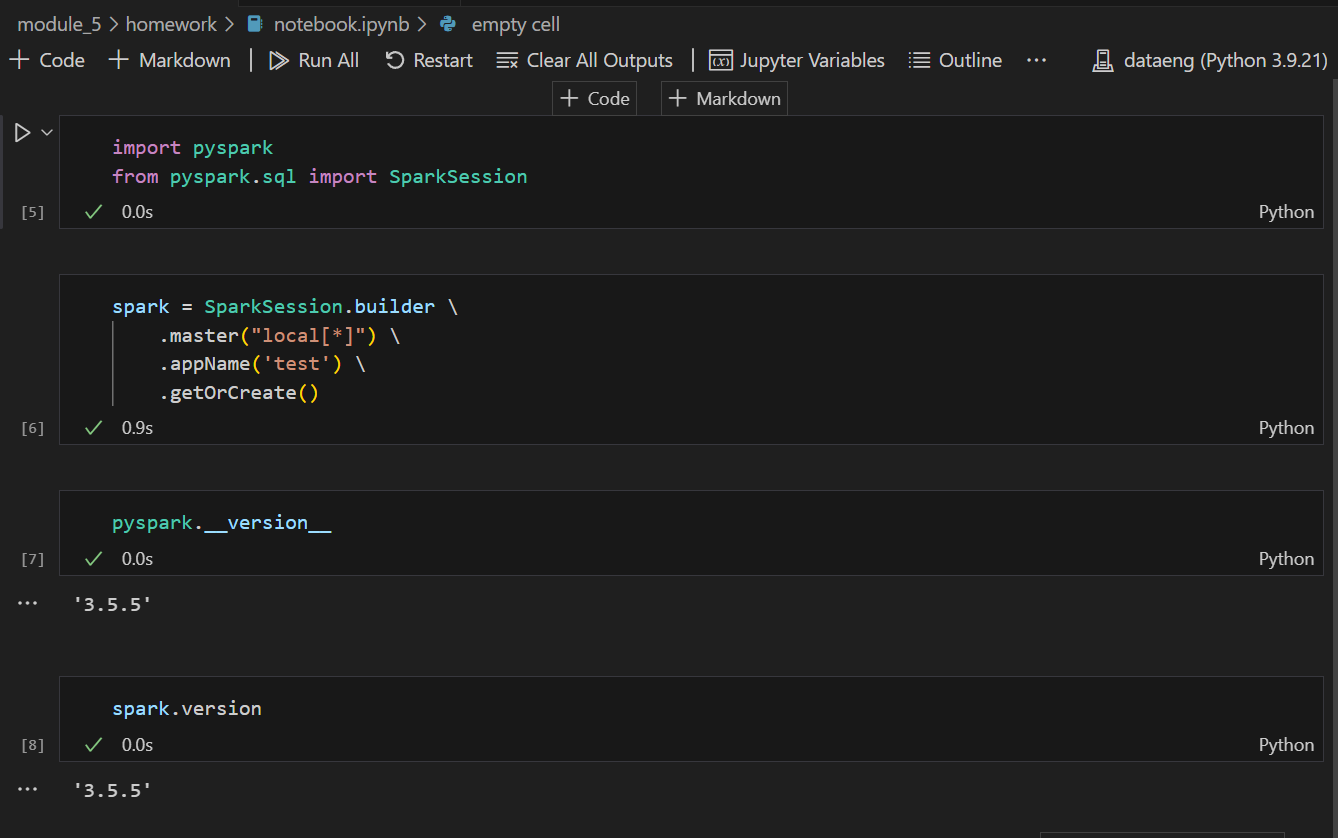 module_5 > homework > notebook.ipynb > empty cell
+ Code + Markdown | Run All Restart Clear All Outputs | Jupyter Variables Outline ... dataeng (Python 3.9.21)
+ Code + Markdown
import pyspark
from pyspark.sql import SparkSession
[5] ✓ 0.0s Python
spark = SparkSession.builder \
    .master("local[*]") \
    .appName('test') \
    .getOrCreate()
[6] ✓ 0.9s Python
pyspark.__version__
[7] ✓ 0.0s Python
... '3.5.5'
spark.version
[8] ✓ 0.0s Python
... '3.5.5'